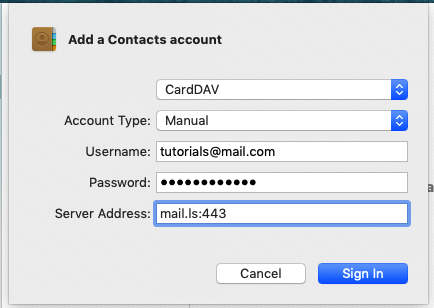 Add a Contacts account
CardDAV
Account Type: Manual
Username: tutorials@mail.com
Password: ••••••••••••
Server Address: mail.ls:443
Cancel Sign In